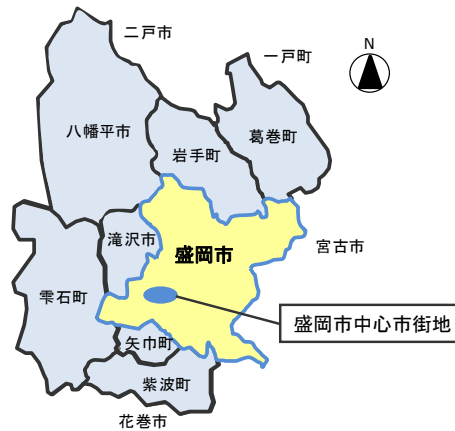 二戸市
N
一戸町
八幡平市
葛巻町
岩手町
滝沢市
盛岡市
宮古市
雫石町
盛岡市中心市街地
矢巾町
紫波町
花巻市